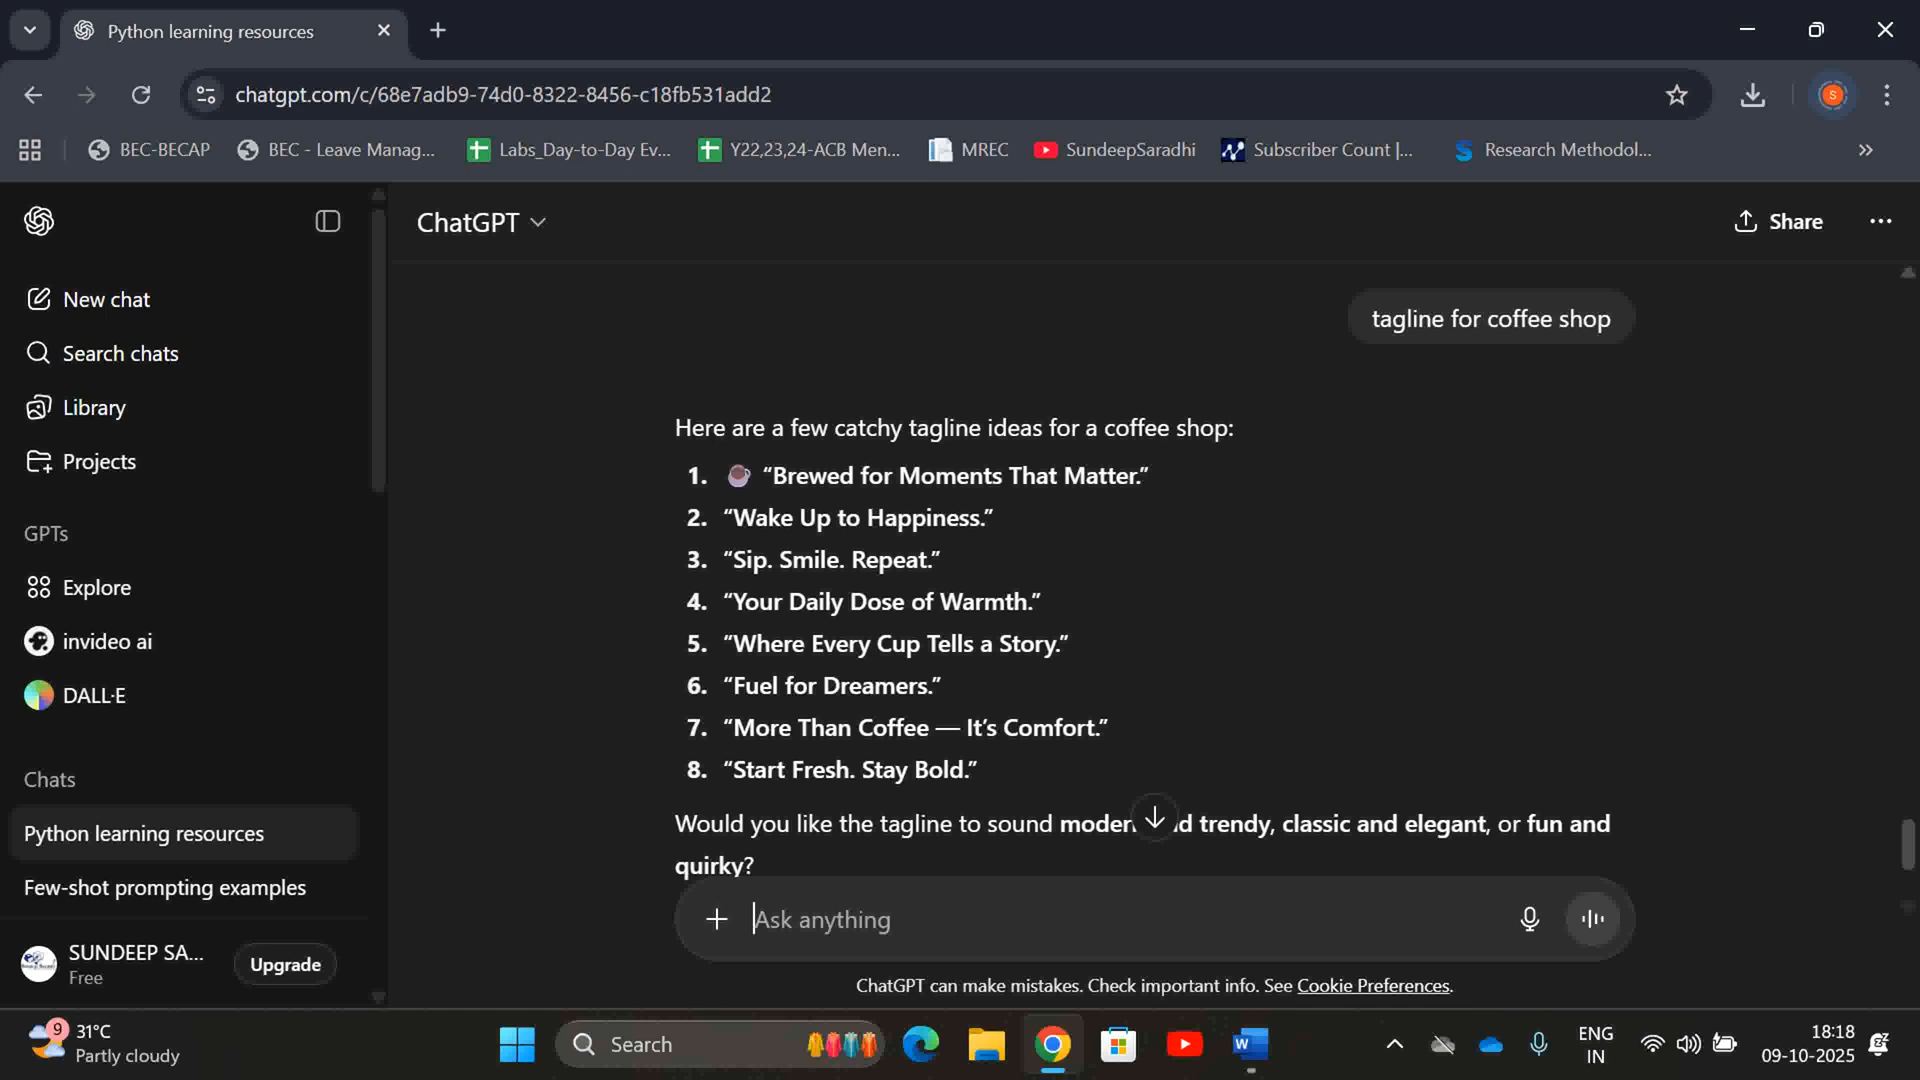 Python learning resources
chatgpt.com/c/68e7adb9-74d0-8322-8456-c18fb531add2
S
BEC-BECAP
BEC - Leave Manag...
Labs_Day-to-Day Ev...
Y22,23,24-ACB Men...
MREC
SundeepSaradhi
Subscriber Count |...
Research Methodol...
ChatGPT
Share
New chat
Search chats
Library
Projects
GPTs
Explore
invideo ai
DALL·E
Chats
Python learning resources
Few-shot prompting examples
SUNDEEP SA...
Free
Upgrade
tagline for coffee shop
Here are a few catchy tagline ideas for a coffee shop:
1. “Brewed for Moments That Matter.”
2. “Wake Up to Happiness.”
3. “Sip. Smile. Repeat.”
4. “Your Daily Dose of Warmth.”
5. “Where Every Cup Tells a Story.”
6. “Fuel for Dreamers.”
7. “More Than Coffee — It’s Comfort.”
8. “Start Fresh. Stay Bold.”
Would you like the tagline to sound moder d trendy, classic and elegant, or fun and
quirky?
Ask anything
ChatGPT can make mistakes. Check important info. See Cookie Preferences.
9
31°C
Partly cloudy
Search
W
ENG
IN
18:18
09-10-2025